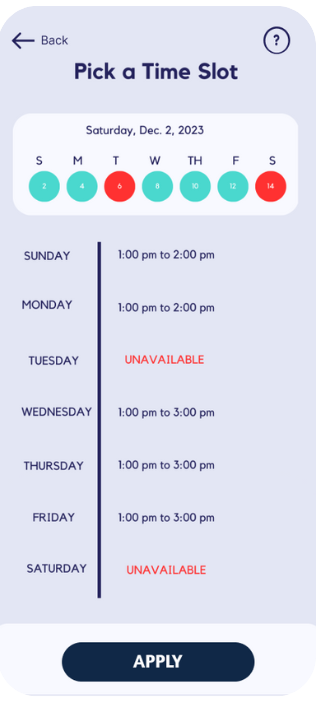 Back
?
Pick a Time Slot
Saturday, Dec. 2, 2023
S M T W TH F S
2 4 6 8 10 12 14
SUNDAY 1:00 pm to 2:00 pm
MONDAY 1:00 pm to 2:00 pm
TUESDAY UNAVAILABLE
WEDNESDAY 1:00 pm to 3:00 pm
THURSDAY 1:00 pm to 3:00 pm
FRIDAY 1:00 pm to 3:00 pm
SATURDAY UNAVAILABLE
APPLY